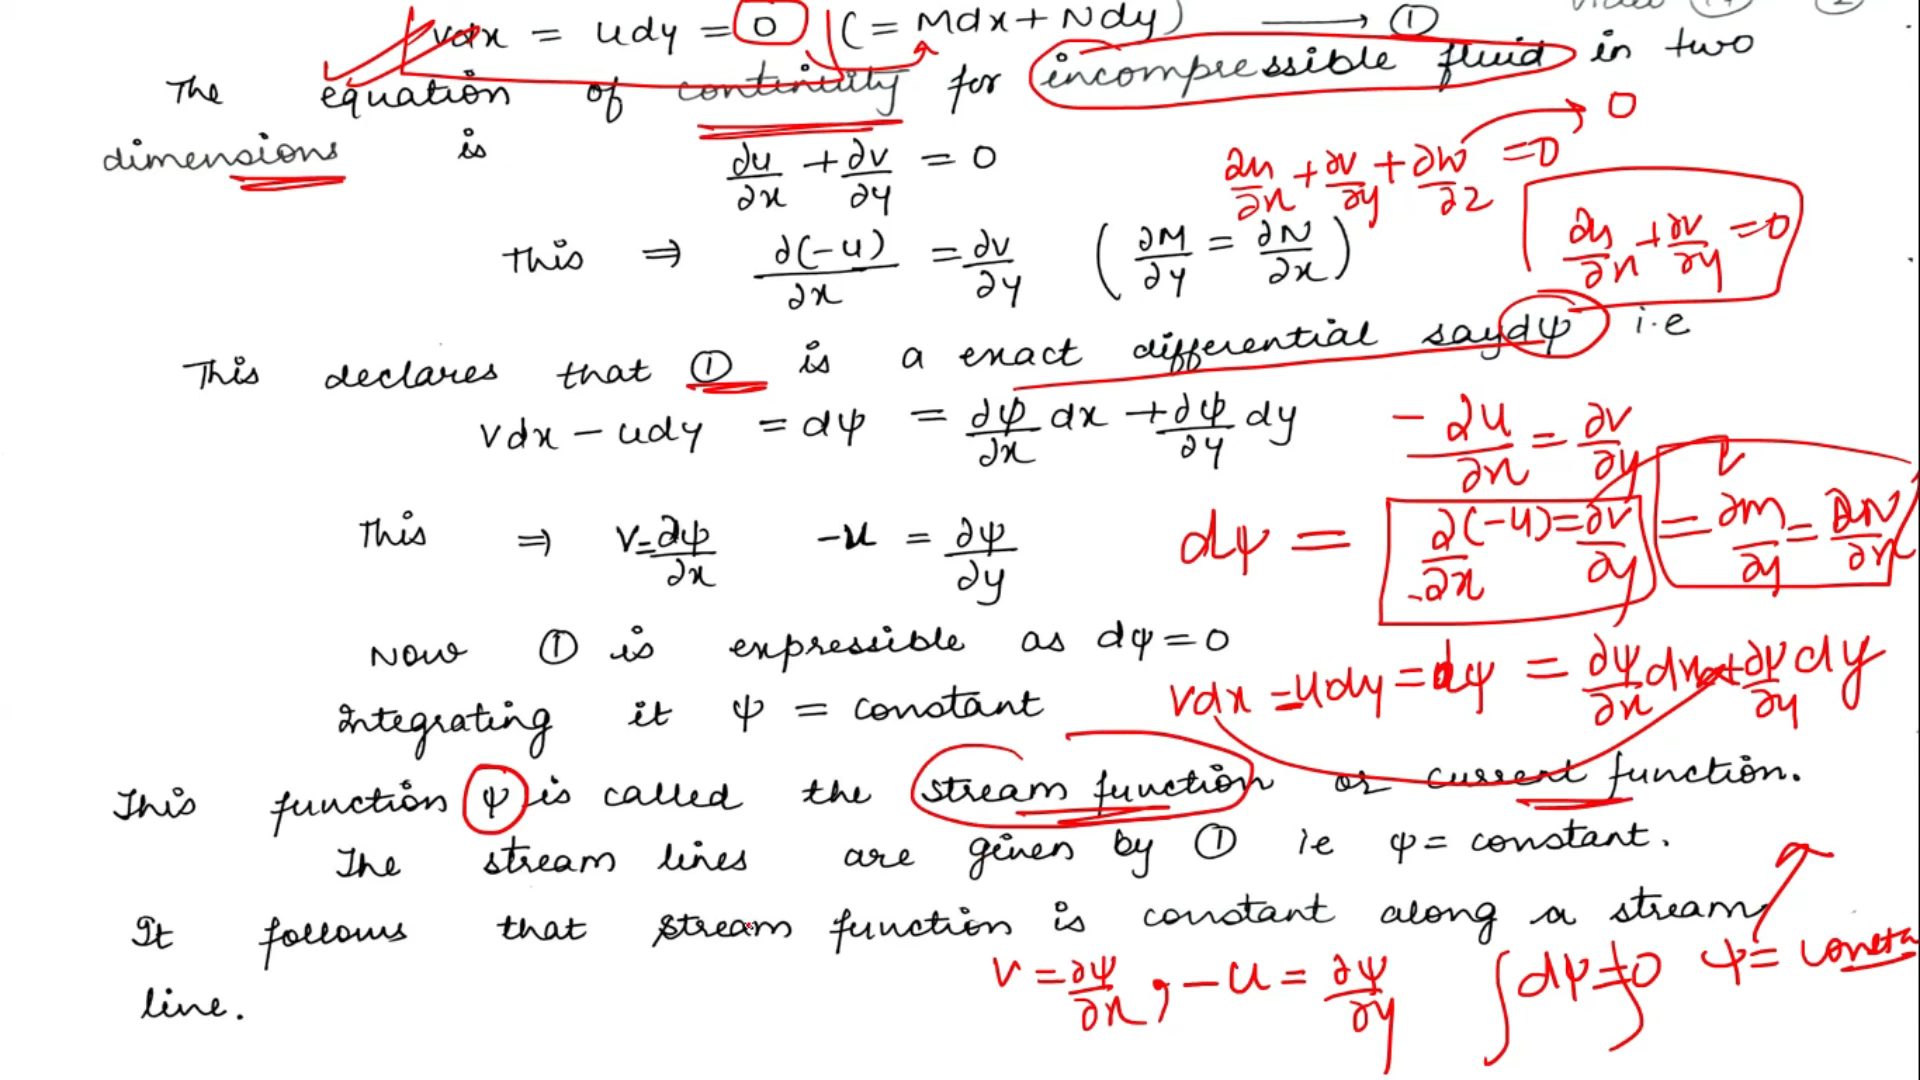 vdx = udy = 0 (= Mdx + Ndy) ⟶ ①
The equation of continuity for incompressible fluid in two
dimensions is
∂u/∂x + ∂v/∂y = 0
∂u/∂x + ∂v/∂y + ∂w/∂z = 0 → 0
∂u/∂x + ∂v/∂y = 0
This ⇒ ∂(-u)/∂x = ∂v/∂y (∂M/∂y = ∂N/∂x)
This declares that ① is a exact differential say dψ i.e
vdx - udy = dψ = ∂ψ/∂x dx + ∂ψ/∂y dy
-∂u/∂x = ∂v/∂y
This ⇒ v = ∂ψ/∂x -u = ∂ψ/∂y
dψ = ∂(-u)/∂x = ∂v/∂y = ∂M/∂y = ∂N/∂x
Now ① is expressible as dψ = 0
vdx - udy = dψ = ∂ψ/∂x dx + ∂ψ/∂y dy
Integrating it ψ = constant
This function ψ is called the stream function or current function.
The stream lines are given by ① ie ψ = constant.
It follows that stream function is constant along a stream
line.
v = ∂ψ/∂x , -u = ∂ψ/∂y ∫dψ = 0 ψ =